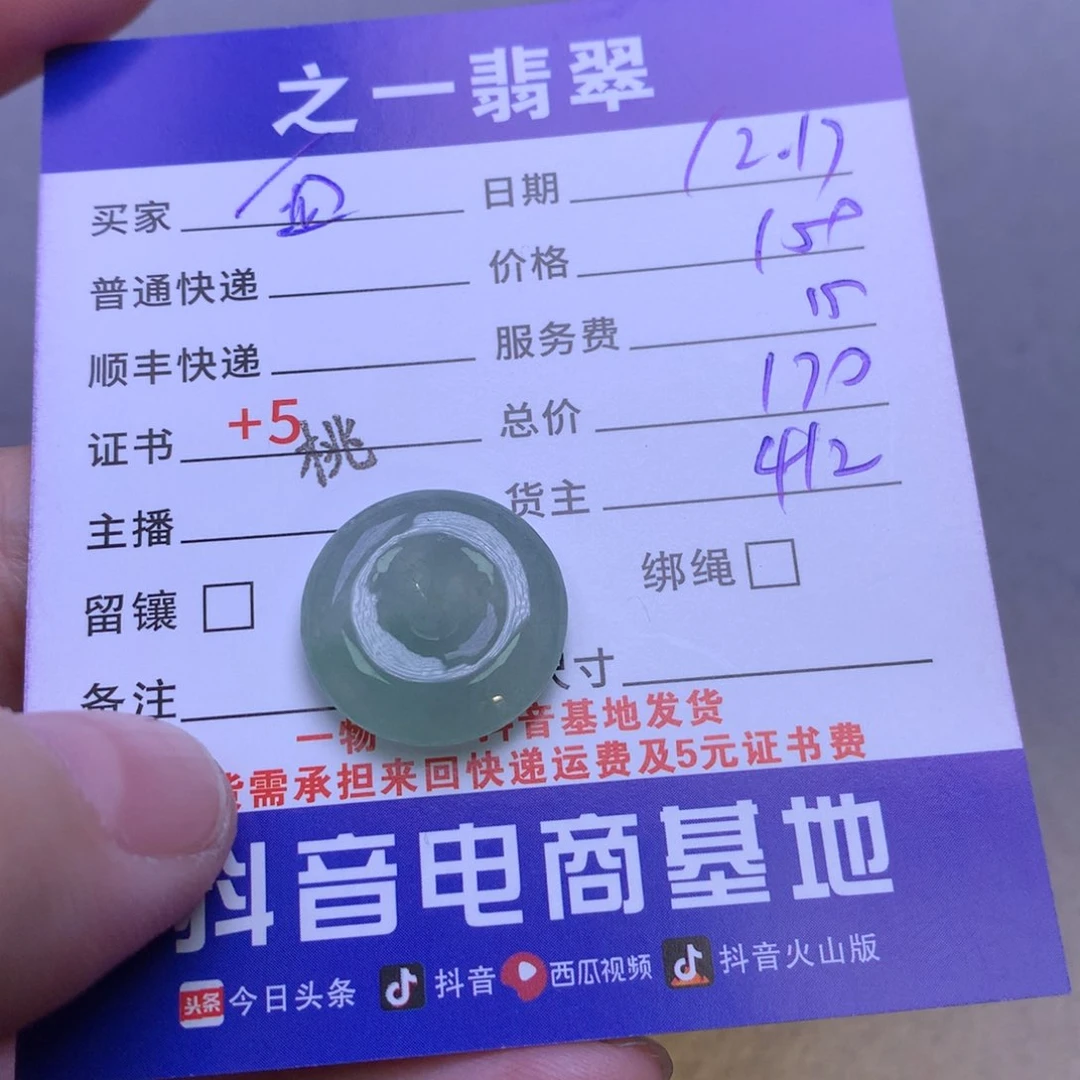 之一翡翠
买家 日期 12.17
普通快递 价格 15
顺丰快递 服务费 15
证书 +5 桃 总价 170
主播 货主 412
留镶 绑绳
备注 尺寸
一物 抖音基地发货
货需承担来回快递运费及5元证书费
抖音电商基地
头条 今日头条 抖音 西瓜视频 抖音火山版